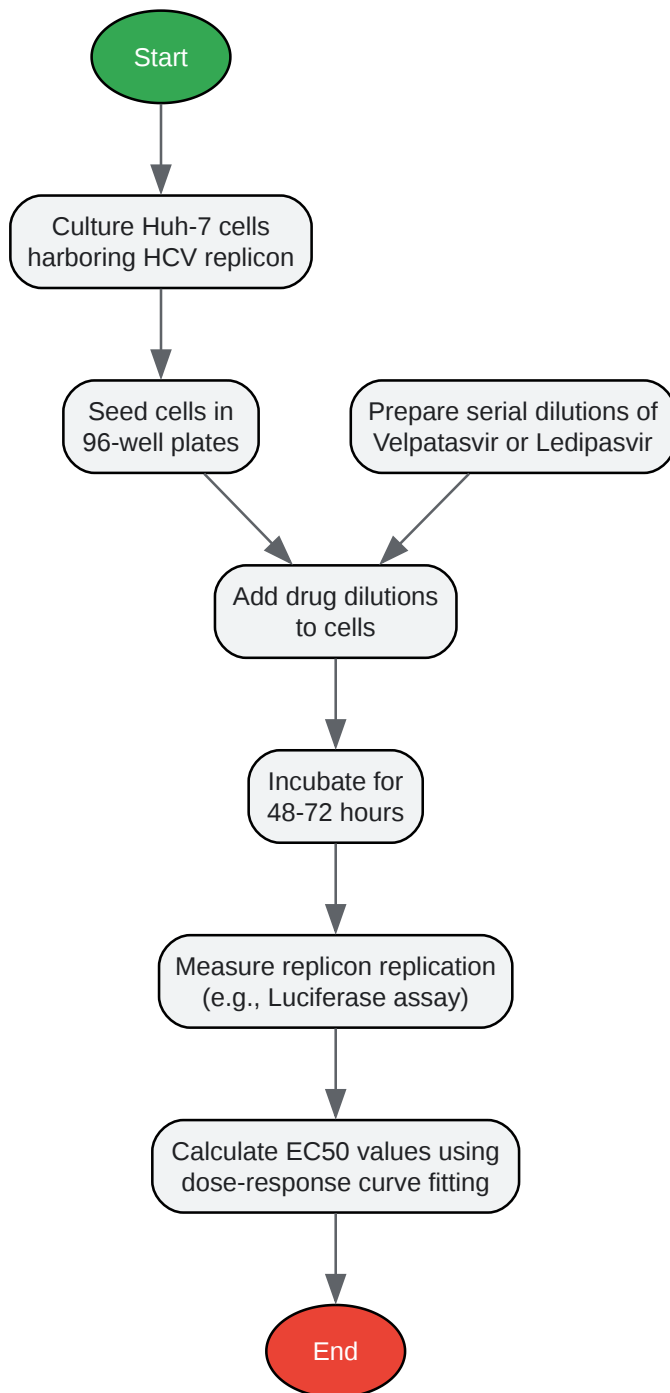 Start
Culture Huh-7 cells
harboring HCV replicon
Seed cells in
96-well plates
Prepare serial dilutions of
Velpatasvir or Ledipasvir
Add drug dilutions
to cells
Incubate for
48-72 hours
Measure replicon replication
(e.g., Luciferase assay)
Calculate EC50 values using
dose-response curve fitting
End